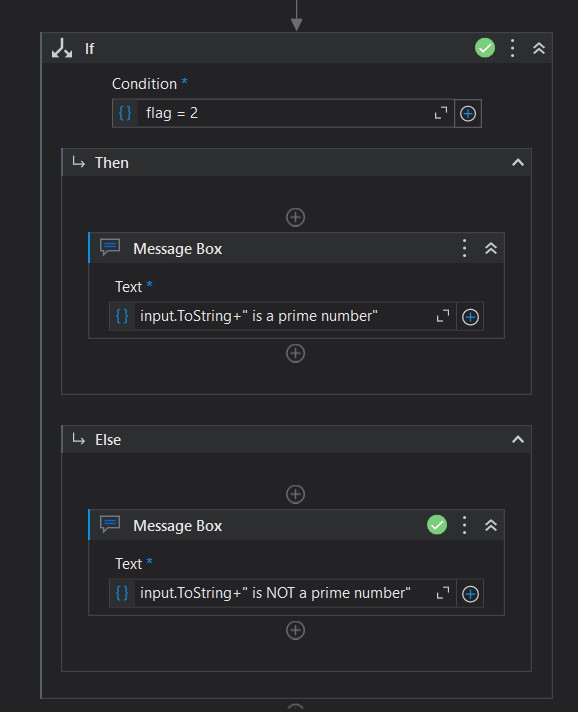 If
Condition *
{} flag = 2
Then
Message Box
Text *
{} input.ToString+" is a prime number"
Else
Message Box
Text *
{} input.ToString+" is NOT a prime number"